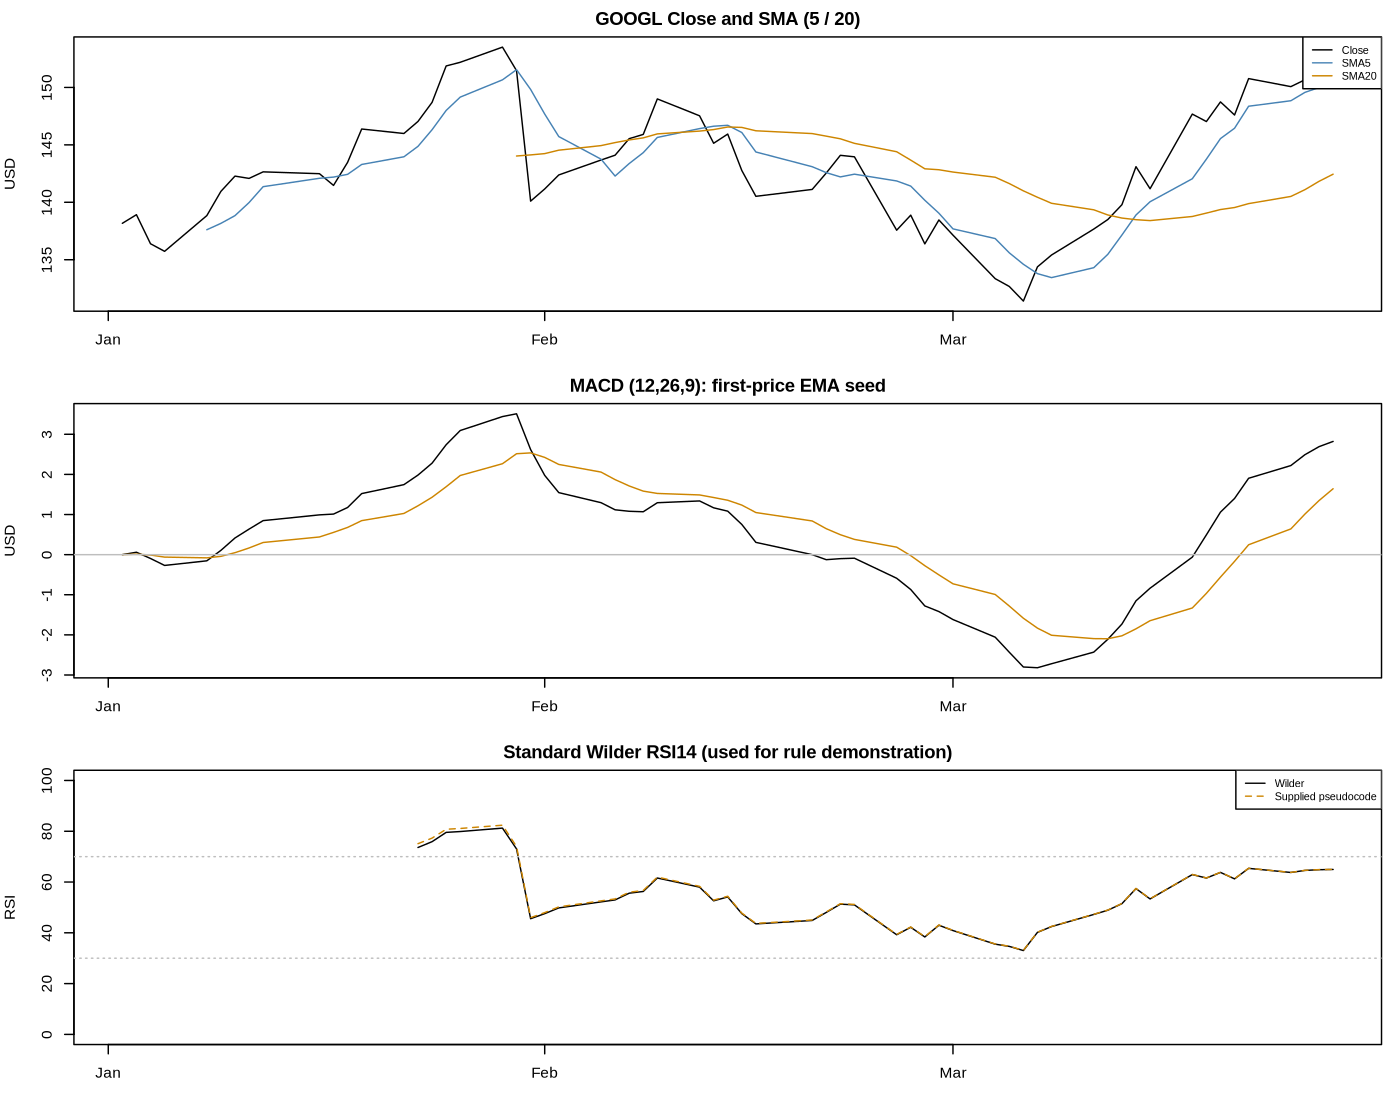 GOOGL Close and SMA (5 / 20)
USD
150
145
140
135
Close
SMA5
SMA20
Jan
Feb
Mar
MACD (12,26,9): first-price EMA seed
USD
3
2
1
0
-1
-2
-3
Jan
Feb
Mar
Standard Wilder RSI14 (used for rule demonstration)
RSI
100
80
60
40
20
0
Wilder
Supplied pseudocode
Jan
Feb
Mar